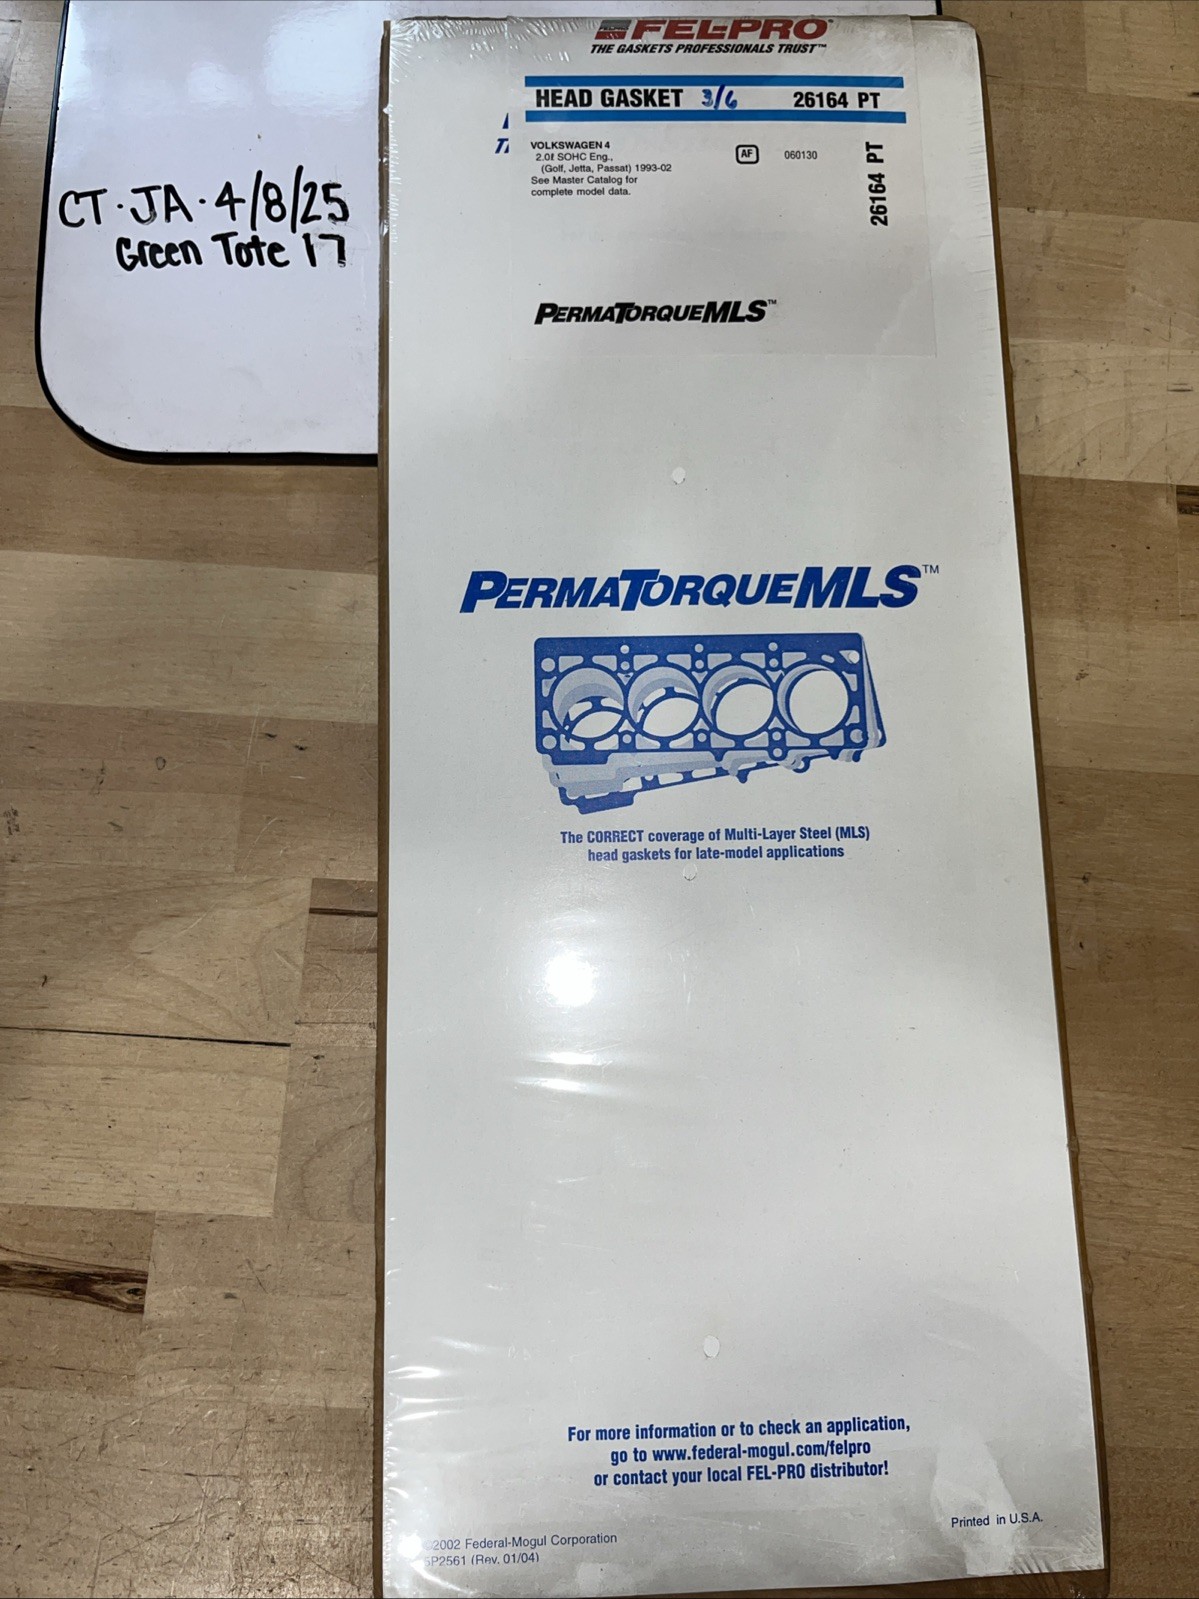 FEL-PRO®
THE GASKETS PROFESSIONALS TRUST™
HEAD GASKET 3/6 26164 PT
VOLKSWAGEN 4
2.0ℓ SOHC Eng.,
(Golf, Jetta, Passat) 1993-02
See Master Catalog for
complete model data.
AF
060130
26164 PT
PERMATORQUEMLS™
CT·JA·4/8/25
Green Tote 17
PERMATORQUEMLS™
The CORRECT coverage of Multi-Layer Steel (MLS)
head gaskets for late-model applications
For more information or to check an application,
go to www.federal-mogul.com/felpro
or contact your local FEL-PRO distributor!
2002 Federal-Mogul Corporation
SP2561 (Rev. 01/04)
Printed in U.S.A.